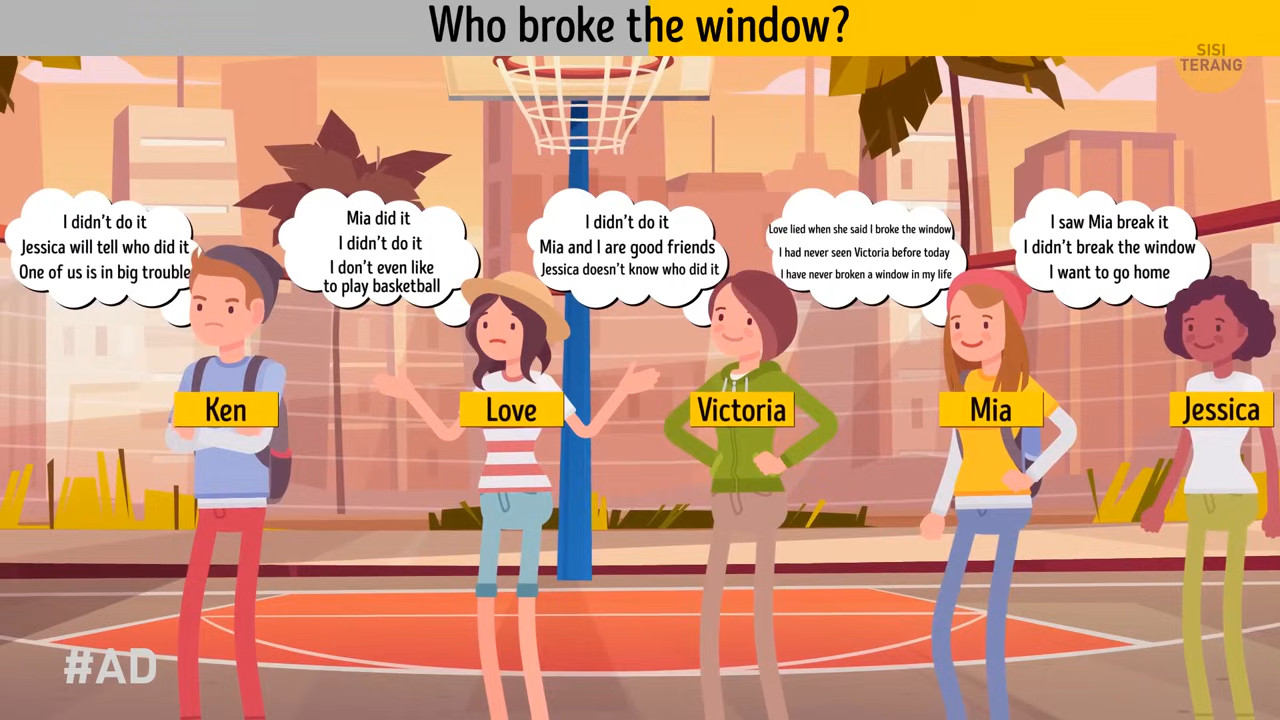 Who broke the window?
SISI
TERANG
I didn't do it
Jessica will tell who did it
One of us is in big trouble
Mia did it
I didn't do it
I don't even like
to play basketball
I didn't do it
Mia and I are good friends
Jessica doesn't know who did it
Love lied when she said I broke the window
I had never seen Victoria before today
I have never broken a window in my life
I saw Mia break it
I didn't break the window
I want to go home
Ken
Love
Victoria
Mia
Jessica
#AD